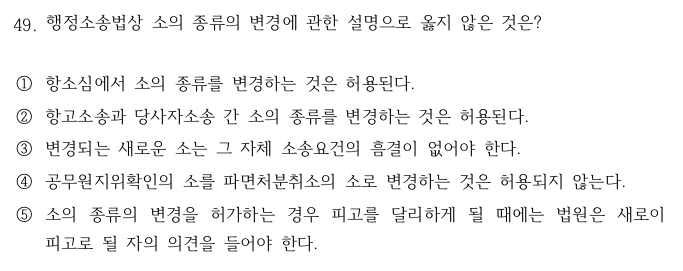 49. 행정소송법상 소의 종류의 변경에 관한 설명으로 옳지 않은 것은?
① 항소심에서 소의 종류를 변경하는 것은 허용된다.
② 항고소송과 당사자소송 간 소의 종류를 변경하는 것은 허용된다.
③ 변경되는 새로운 소는 그 자체 소송요건의 흠결이 없어야 한다.
④ 공무원지위확인의 소를 파면처분취소의 소로 변경하는 것은 허용되지 않는다.
⑤ 소의 종류의 변경을 허가하는 경우 피고를 달리하게 될 때에는 법원은 새로이
피고로 될 자의 의견을 들어야 한다.